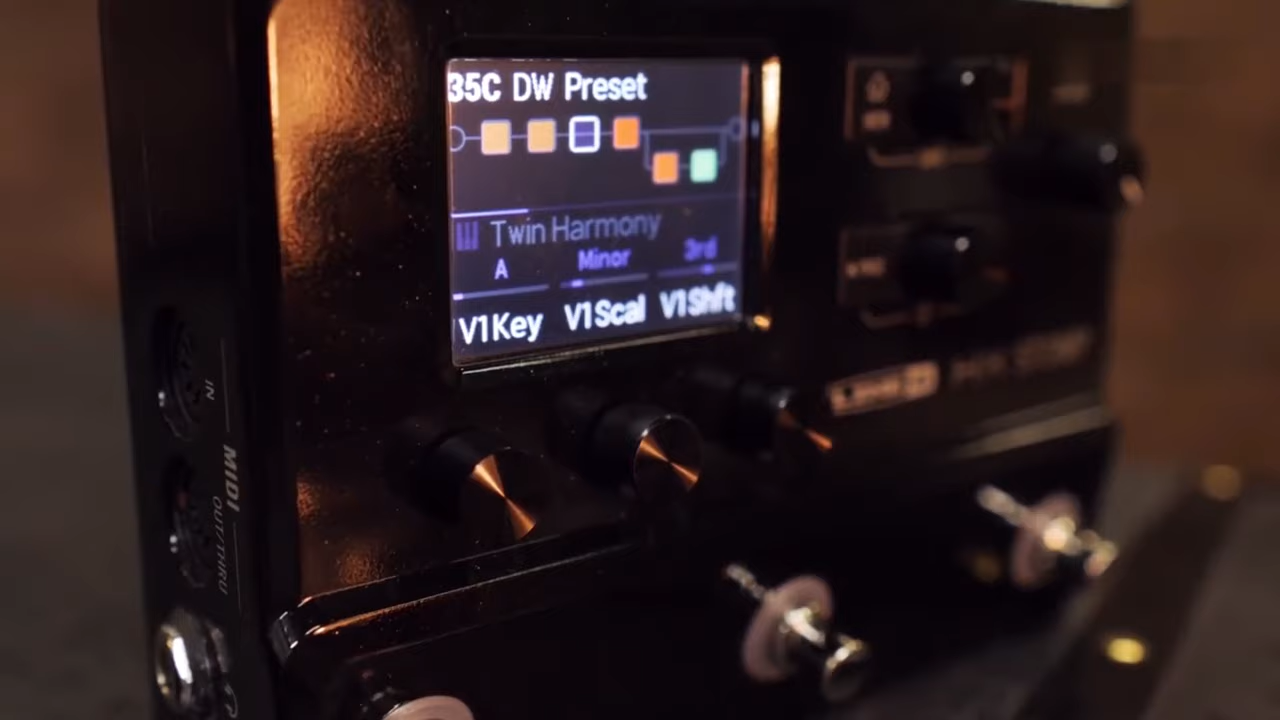 35C DW Preset
Twin Harmony
A Minor 3rd
V1Key V1Scal V1Shft
IN
MIDI
OUT/THRU